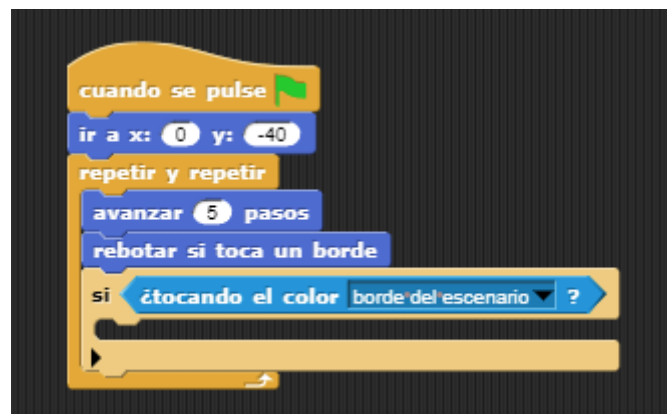 cuando se pulse
ir a x: 0 y: -40
repetir y repetir
avanzar 5 pasos
rebotar si toca un borde
si ¿tocando el color borde del escenario ?